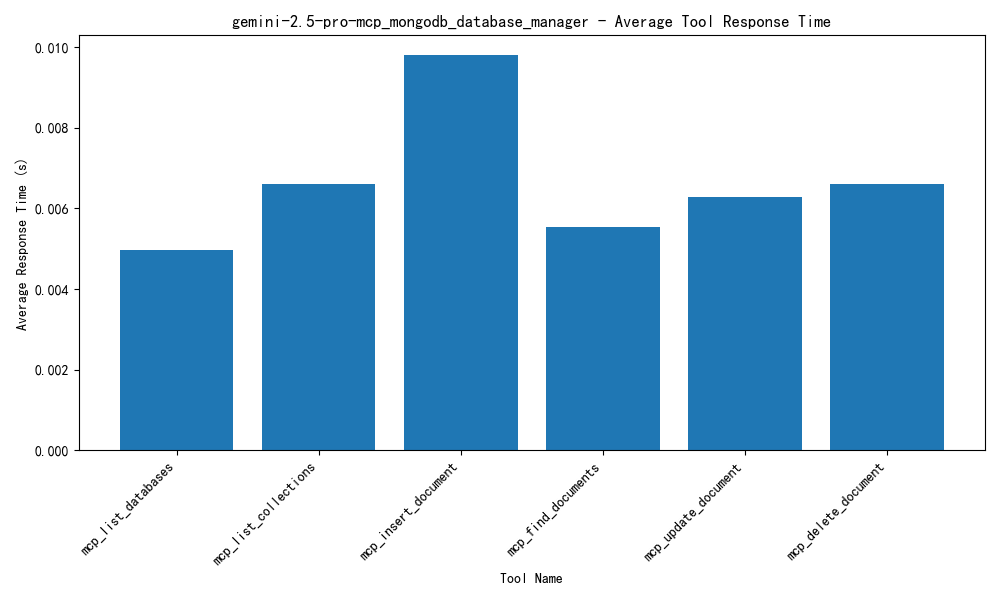 gemini-2.5-pro-mcp_mongodb_database_manager - Average Tool Response Time
Average Response Time (s)
0.010
0.008
0.006
0.004
0.002
0.000
mcp_list_databases
mcp_list_collections
mcp_insert_document
mcp_find_documents
mcp_update_document
mcp_delete_document
Tool Name